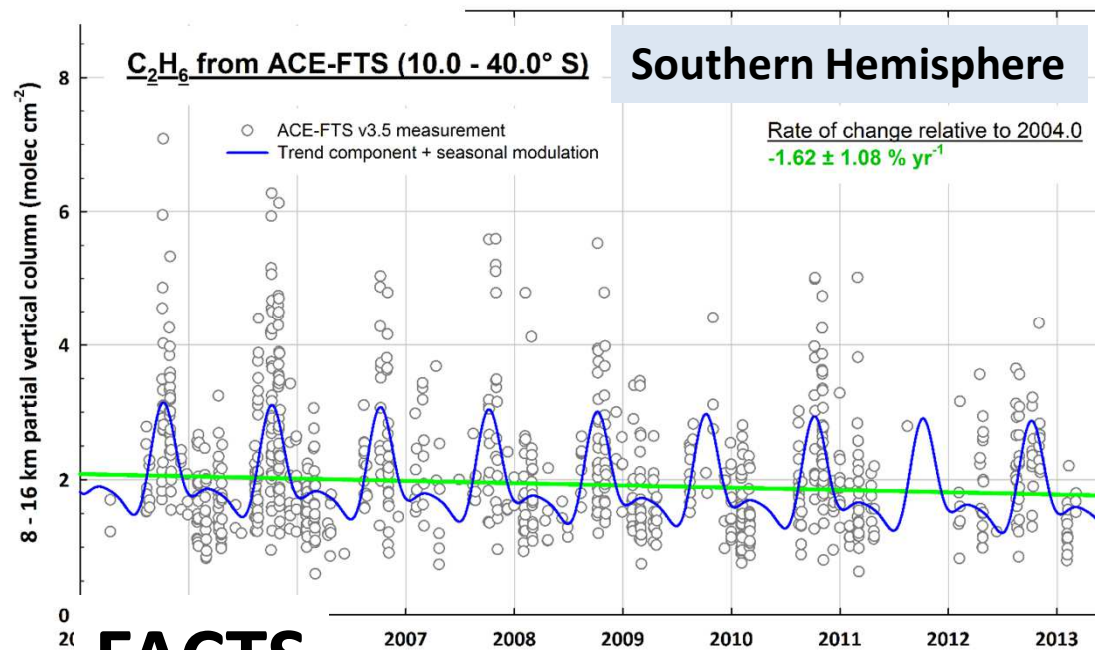 C₂H₆ from ACE-FTS (10.0 - 40.0° S)
Southern Hemisphere
ACE-FTS v3.5 measurement
Trend component + seasonal modulation
Rate of change relative to 2004.0
-1.62 ± 1.08 % yr⁻¹
8 - 16 km partial vertical column (molec cm⁻²)
8
6
4
2
0
2007 2008 2009 2010 2011 2012 2013